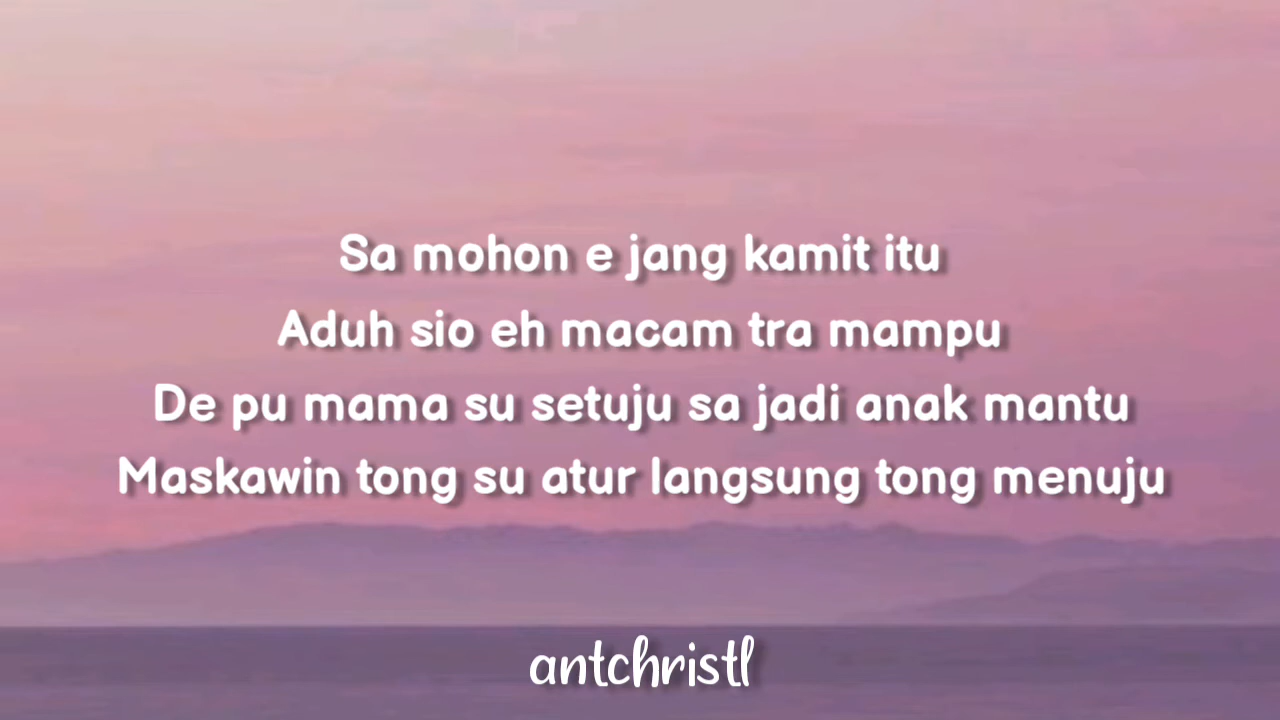 Sa mohon e jang kamit itu
Aduh sio eh macam tra mampu
De pu mama su setuju sa jadi anak mantu
Maskawin tong su atur langsung tong menuju
antchristl